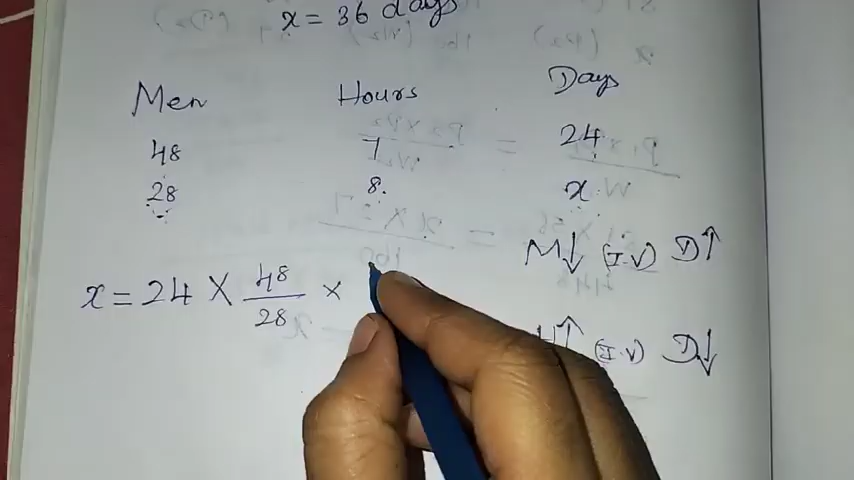 x = 36 days
Men Hours Days
48 7 24
28 8 x
M↓ (I.V) D↑
x = 24 × 48/28 ×
H↑ (I.V) D↓